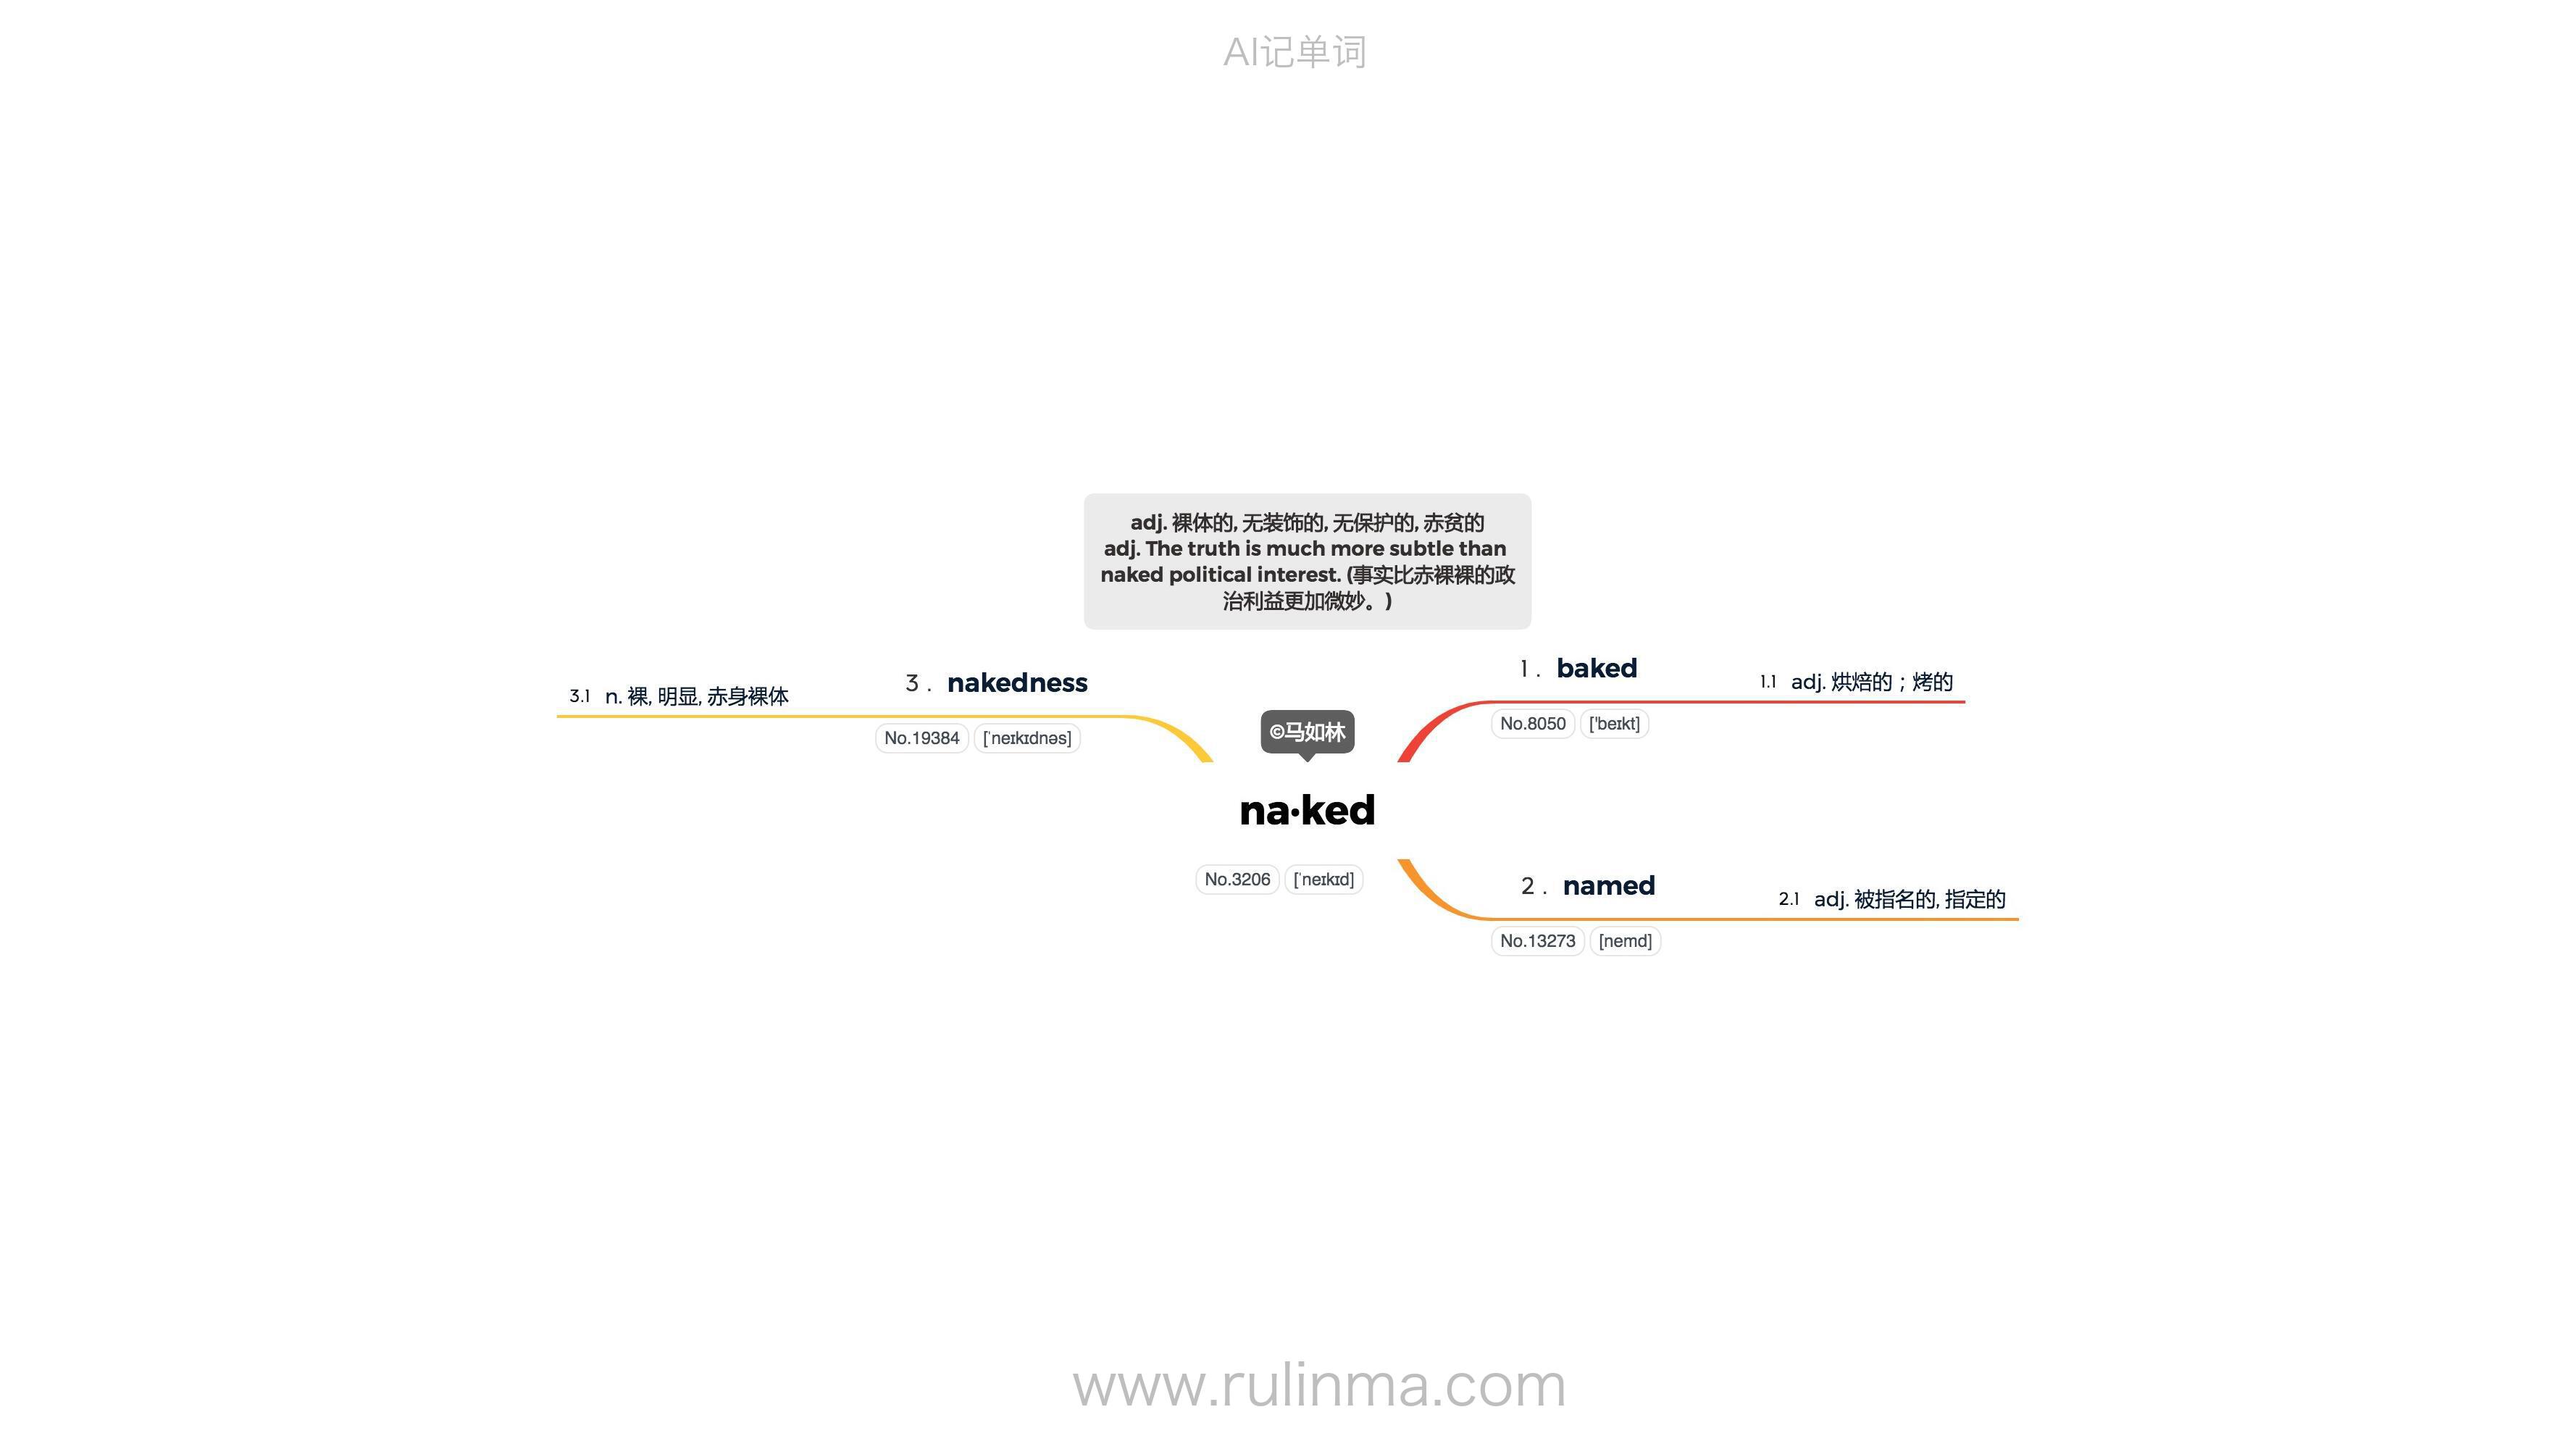 AI记单词
adj. 裸体的, 无装饰的, 无保护的, 赤贫的
adj. The truth is much more subtle than
naked political interest. (事实比赤裸裸的政
治利益更加微妙。)
©马如林
na·ked
No.3206 [ˈneɪkɪd]
1. baked
No.8050 ['beɪkt]
1.1 adj. 烘焙的；烤的
2. named
No.13273 [nemd]
2.1 adj. 被指名的, 指定的
3. nakedness
No.19384 [ˈneɪkɪdnəs]
3.1 n. 裸, 明显, 赤身裸体
www.rulinma.com